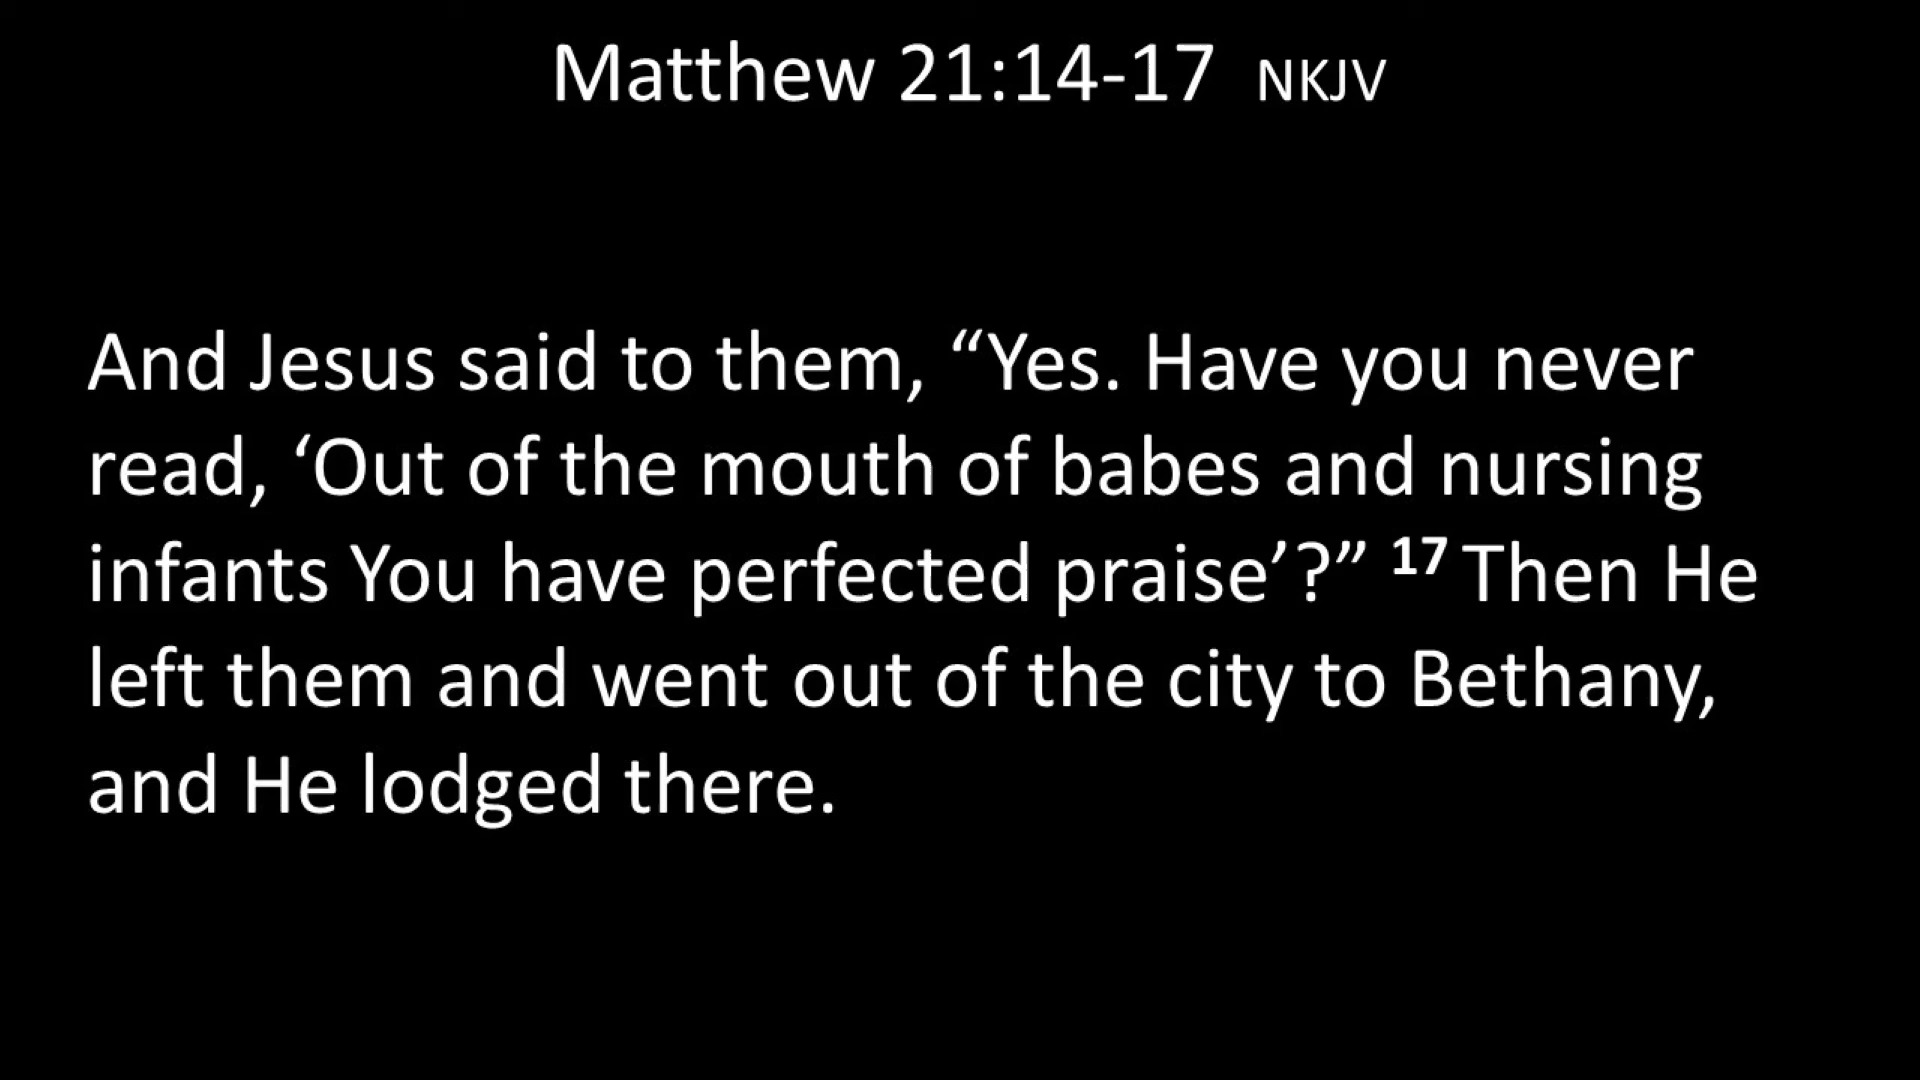 Matthew 21:14-17 NKJV
And Jesus said to them, “Yes. Have you never
read, ‘Out of the mouth of babes and nursing
infants You have perfected praise’?” 17 Then He
left them and went out of the city to Bethany,
and He lodged there.